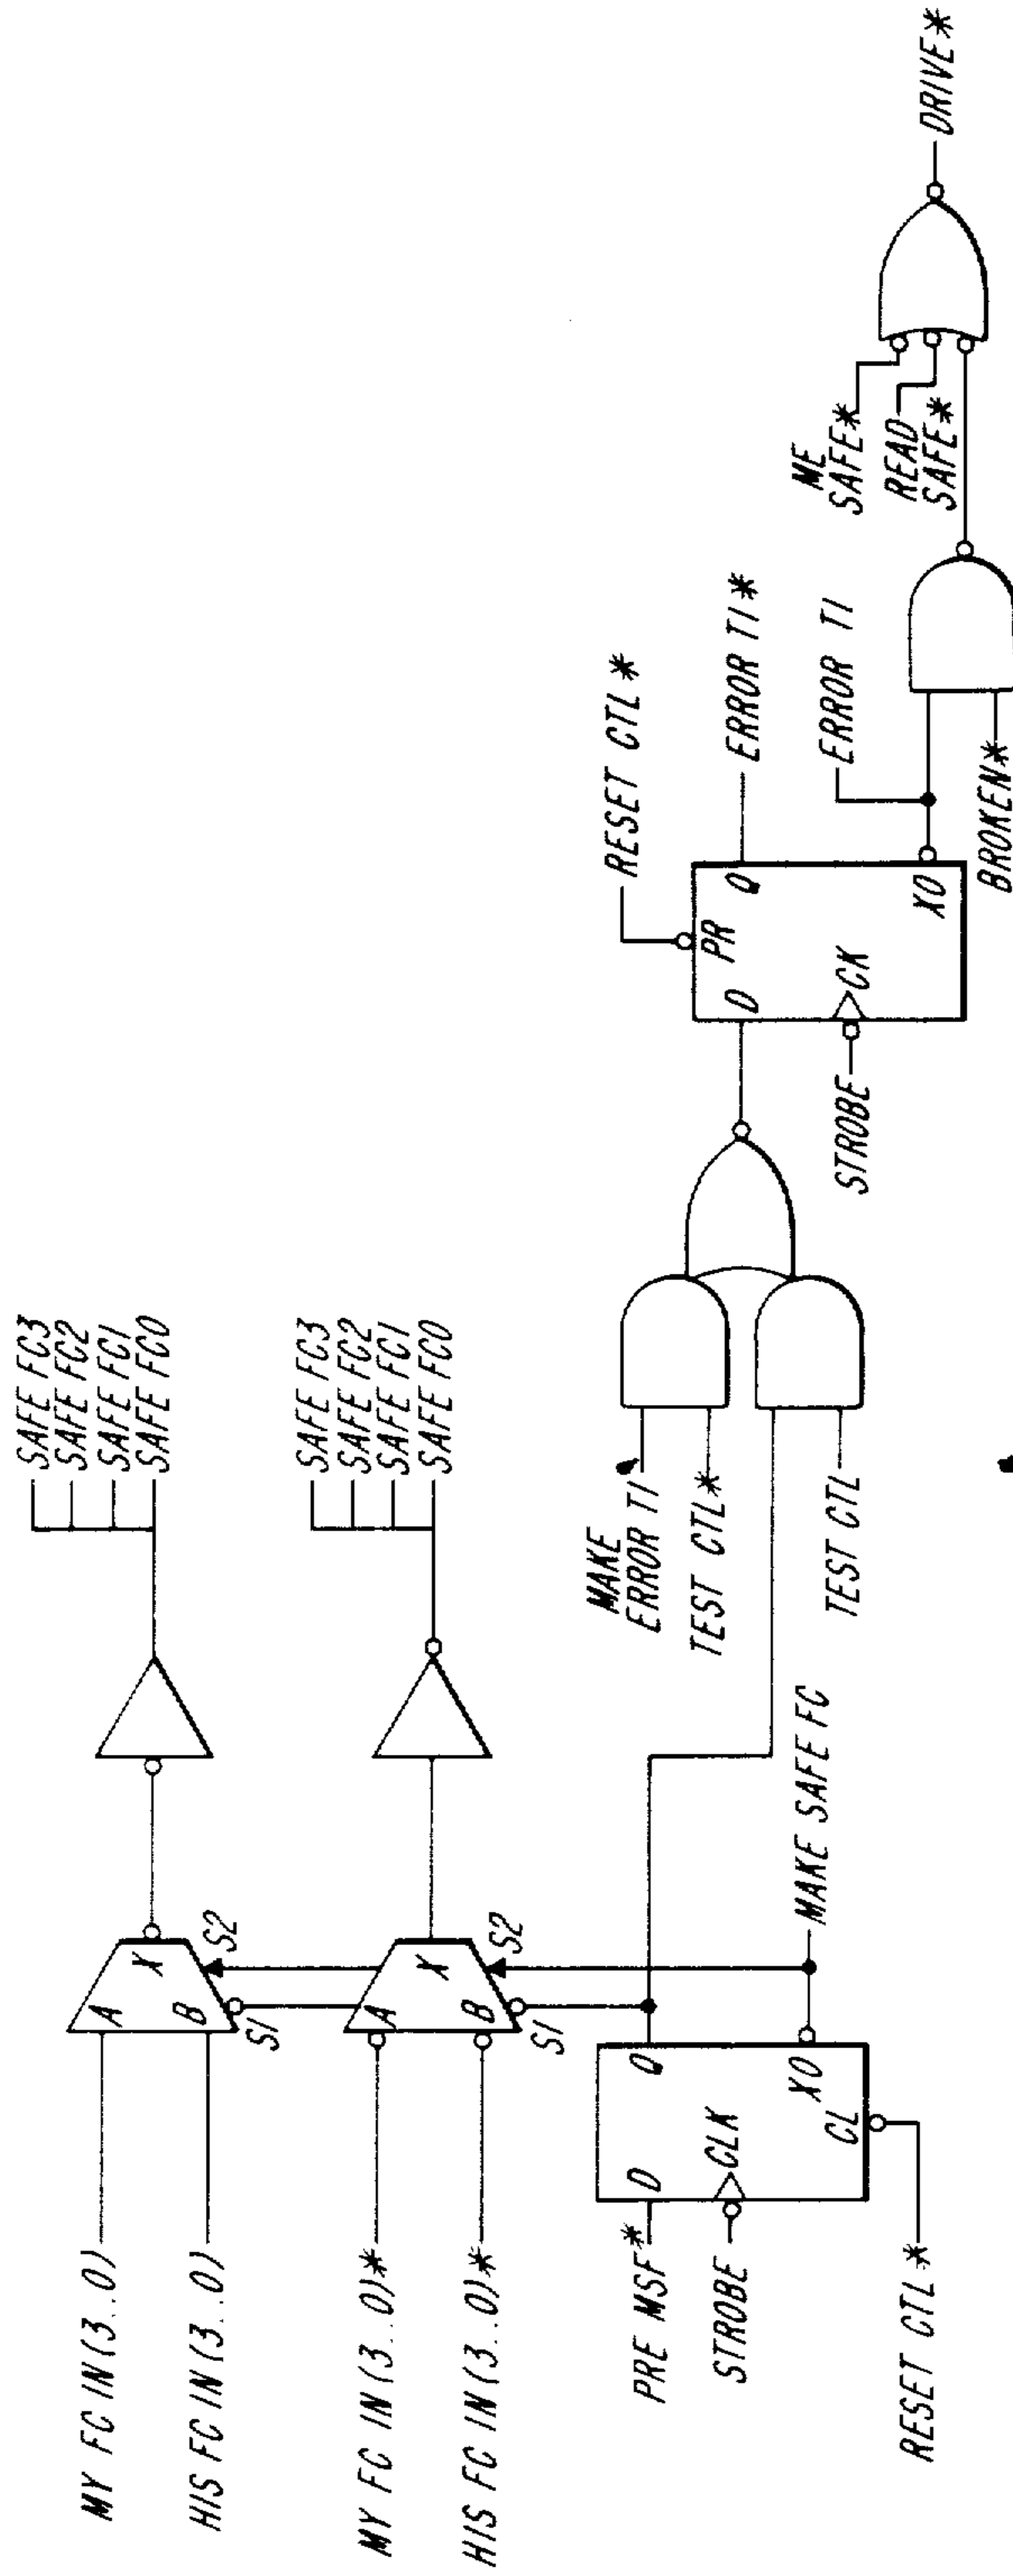 MY FC IN (3..0)
HIS FC IN (3..0)
A
B
X
S1
S2
SAFE FC3
SAFE FC2
SAFE FC1
SAFE FC0
MY FC IN (3..0)*
HIS FC IN (3..0)*
A
B
X
S1
S2
SAFE FC3
SAFE FC2
SAFE FC1
SAFE FC0
PRE MSF*
STROBE
RESET CTL*
D
CLK
Q
XO
CL
MAKE SAFE FC
MAKE
ERROR T1
TEST CTL*
TEST CTL
STROBE
D
PR
Q
CK
XO
RESET CTL*
ERROR T1*
ERROR T1
BROKEN*
ME
SAFE*
READ
SAFE*
DRIVE*